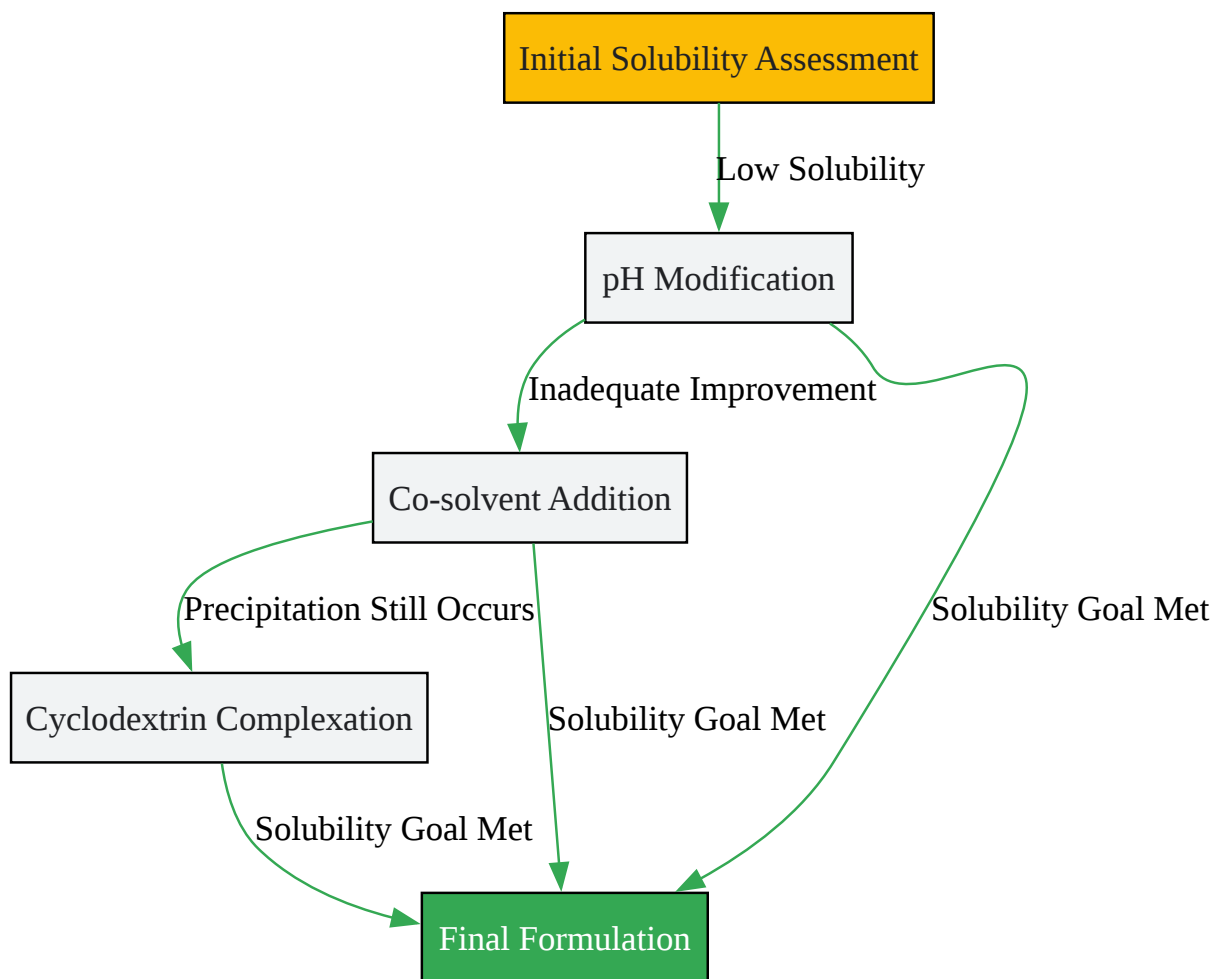 Initial Solubility Assessment
Low Solubility
pH Modification
Inadequate Improvement
Co-solvent Addition
Precipitation Still Occurs
Solubility Goal Met
Cyclodextrin Complexation
Solubility Goal Met
Solubility Goal Met
Final Formulation